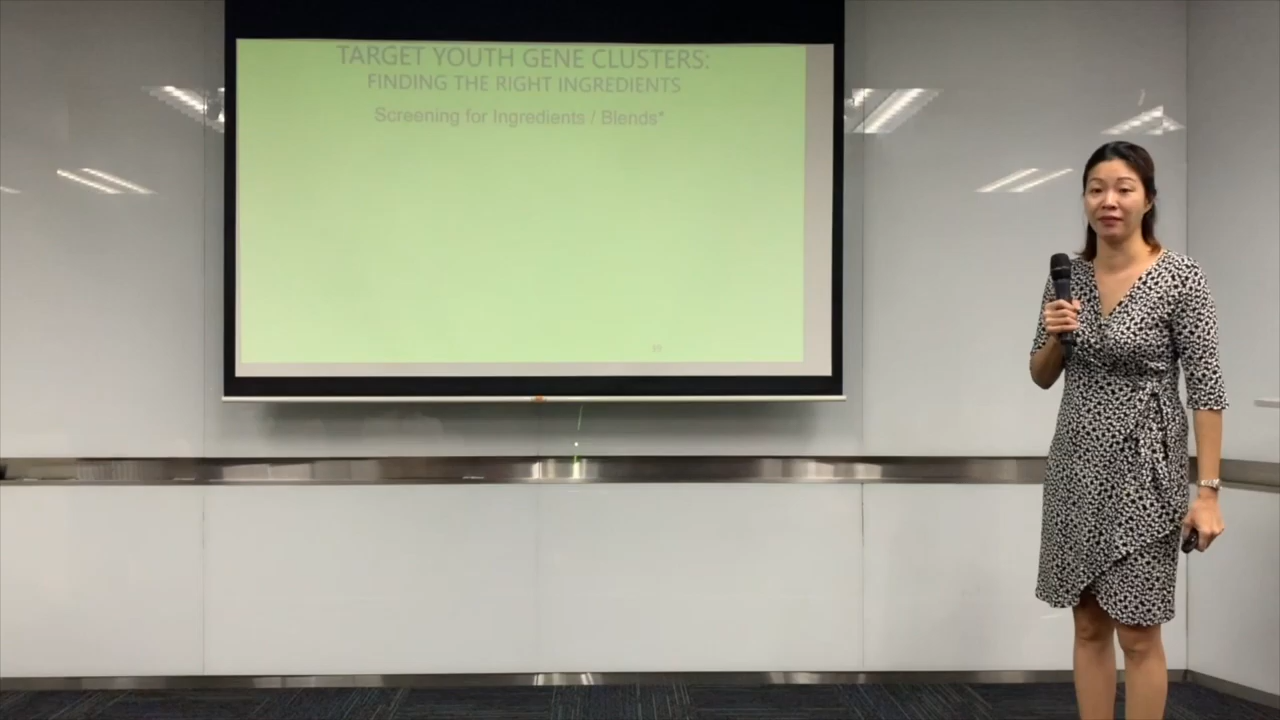 TARGET YOUTH GENE CLUSTERS:
FINDING THE RIGHT INGREDIENTS
Screening for Ingredients / Blends*